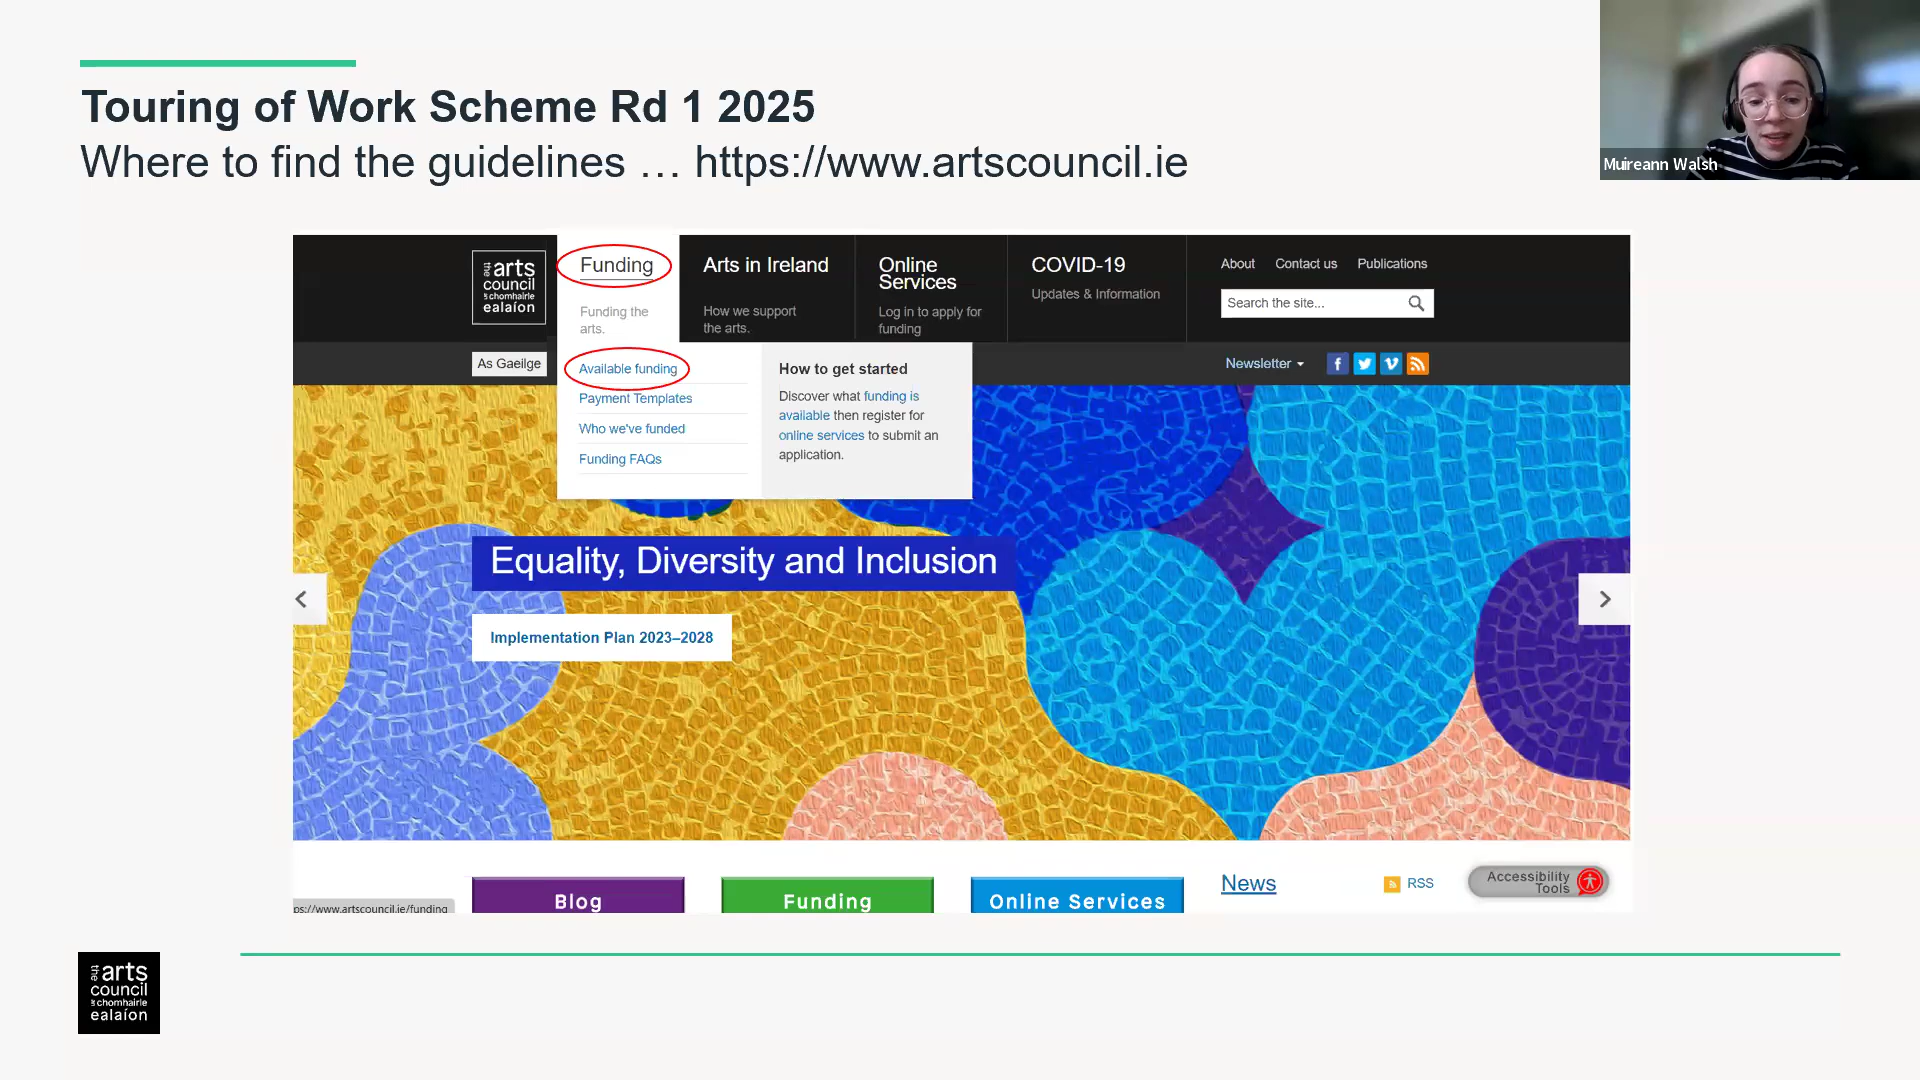 Touring of Work Scheme Rd 1 2025
Where to find the guidelines … https://www.artscouncil.ie
Muireann Walsh
the arts
council
chomhairle
ealaíon
Funding
Funding the
arts.
Arts in Ireland
How we support
the arts.
Online
Services
Log in to apply for
funding
COVID-19
Updates & Information
About
Contact us
Publications
Search the site...
As Gaeilge
Newsletter
Available funding
Payment Templates
Who we've funded
Funding FAQs
How to get started
Discover what funding is
available then register for
online services to submit an
application.
Equality, Diversity and Inclusion
Implementation Plan 2023–2028
Blog
Funding
Online Services
News
RSS
Accessibility
Tools
ps://www.artscouncil.ie/funding
the arts
council
chomhairle
ealaíon